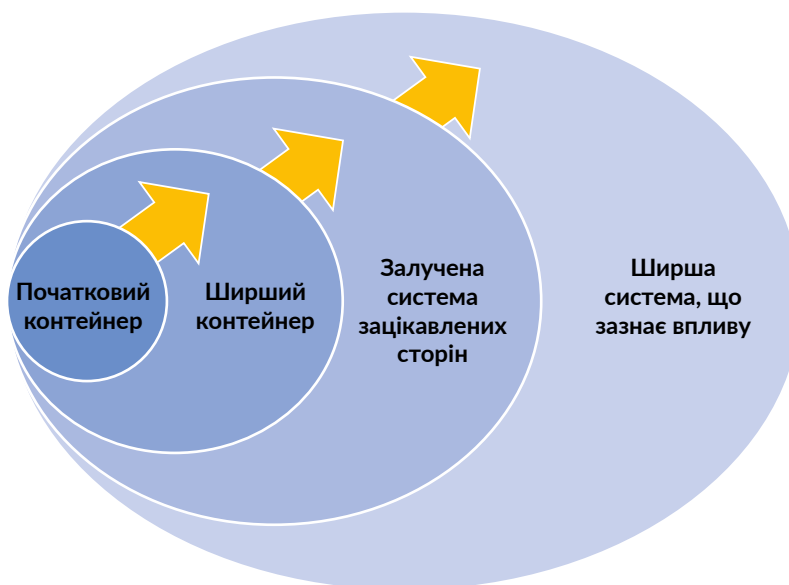 Початковий
контейнер
Ширший
контейнер
Залучена
система
зацікавлених
сторін
Ширша
система, що
зазнає впливу